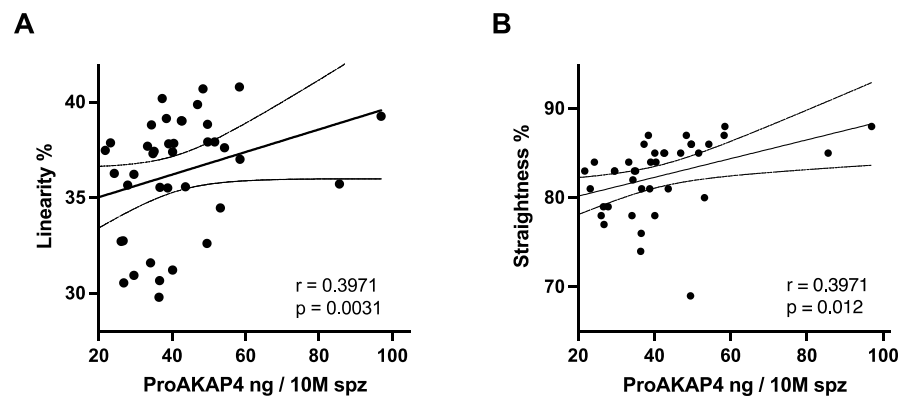 A
B
Linearity %
40
35
30
r = 0.3971
p = 0.0031
20 40 60 80 100
ProAKAP4 ng / 10M spz
Straightness %
90
80
70
r = 0.3971
p = 0.012
20 40 60 80 100
ProAKAP4 ng / 10M spz